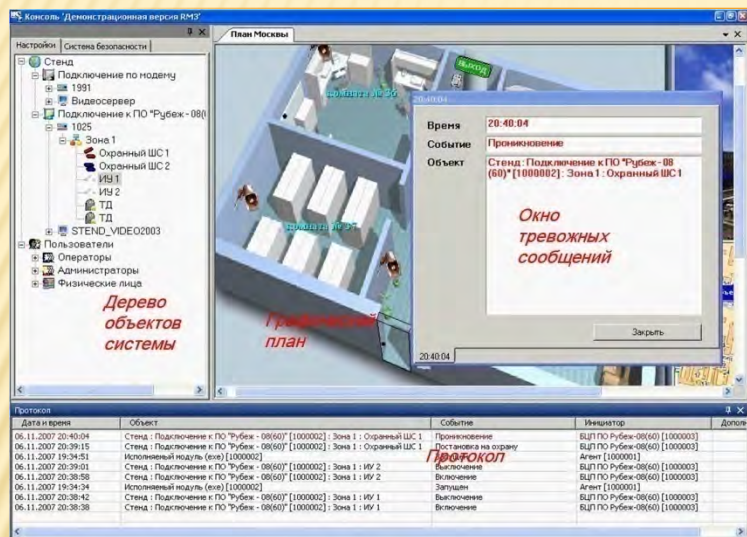 Консоль 'Демонстрационная версия RM3'
Настройки
Система безопасности
Стенд
Подключение по модему
1991
Видеосервер
Подключение к ПО "Рубеж - 08(
1025
Зона 1
Охранный ШС 1
Охранный ШС 2
ИУ 1
ИУ 2
ТД
ТД
STEND_VIDEO2003
Пользователи
Операторы
Администраторы
Физические лица
Дерево
объектов
системы
План Москвы
ВЫХОД
комната № 36
комната №
Графический
план
20:40:04
Время
20:40:04
Событие
Проникновение
Объект
Стенд : Подключение к ПО "Рубеж - 08
(60)" [1000002] : Зона 1 : Охранный ШС 1
Окно
тревожных
сообщений
Закрыть
20:40:04
Протокол
Дата и время Объект Событие Инициатор Дополн
06.11.2007 20:40:04 Стенд : Подключение к ПО "Рубеж - 08(60)" [1000002] : Зона 1 : Охранный ШС 1 Проникновение БЦП ПО Рубеж-08(60) [1000003]
06.11.2007 20:39:15 Стенд : Подключение к ПО "Рубеж - 08(60)" [1000002] : Зона 1 : Охранный ШС 1 Постановка на охрану БЦП ПО Рубеж-08(60) [1000003]
06.11.2007 19:34:51 Исполняемый модуль (exe) [1000002] Агент [1000001]
Протокол
06.11.2007 20:39:01 Стенд : Подключение к ПО "Рубеж - 08(60)" [1000002] : Зона 1 : ИУ 2 Выключение БЦП ПО Рубеж-08(60) [1000003]
06.11.2007 20:38:58 Стенд : Подключение к ПО "Рубеж - 08(60)" [1000002] : Зона 1 : ИУ 2 Включение БЦП ПО Рубеж-08(60) [1000003]
06.11.2007 19:34:34 Исполняемый модуль (exe) [1000002] Запущен Агент [1000001]
06.11.2007 20:38:42 Стенд : Подключение к ПО "Рубеж - 08(60)" [1000002] : Зона 1 : ИУ 1 Выключение БЦП ПО Рубеж-08(60) [1000003]
06.11.2007 20:38:38 Стенд : Подключение к ПО "Рубеж - 08(60)" [1000002] : Зона 1 : ИУ 1 Включение БЦП ПО Рубеж-08(60) [1000003]